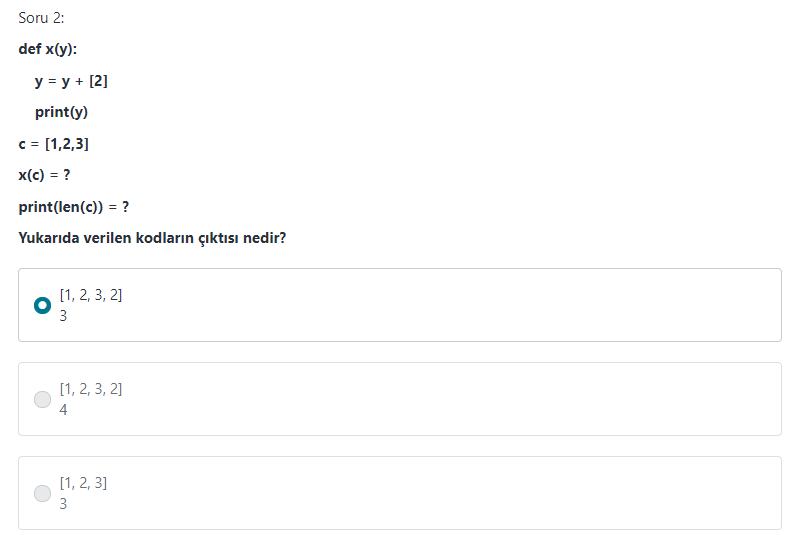 Soru 2:
def x(y):
y = y + [2]
print(y)
c = [1,2,3]
x(c) = ?
print(len(c)) = ?
Yukarıda verilen kodların çıktısı nedir?
[1, 2, 3, 2]
3
[1, 2, 3, 2]
4
[1, 2, 3]
3